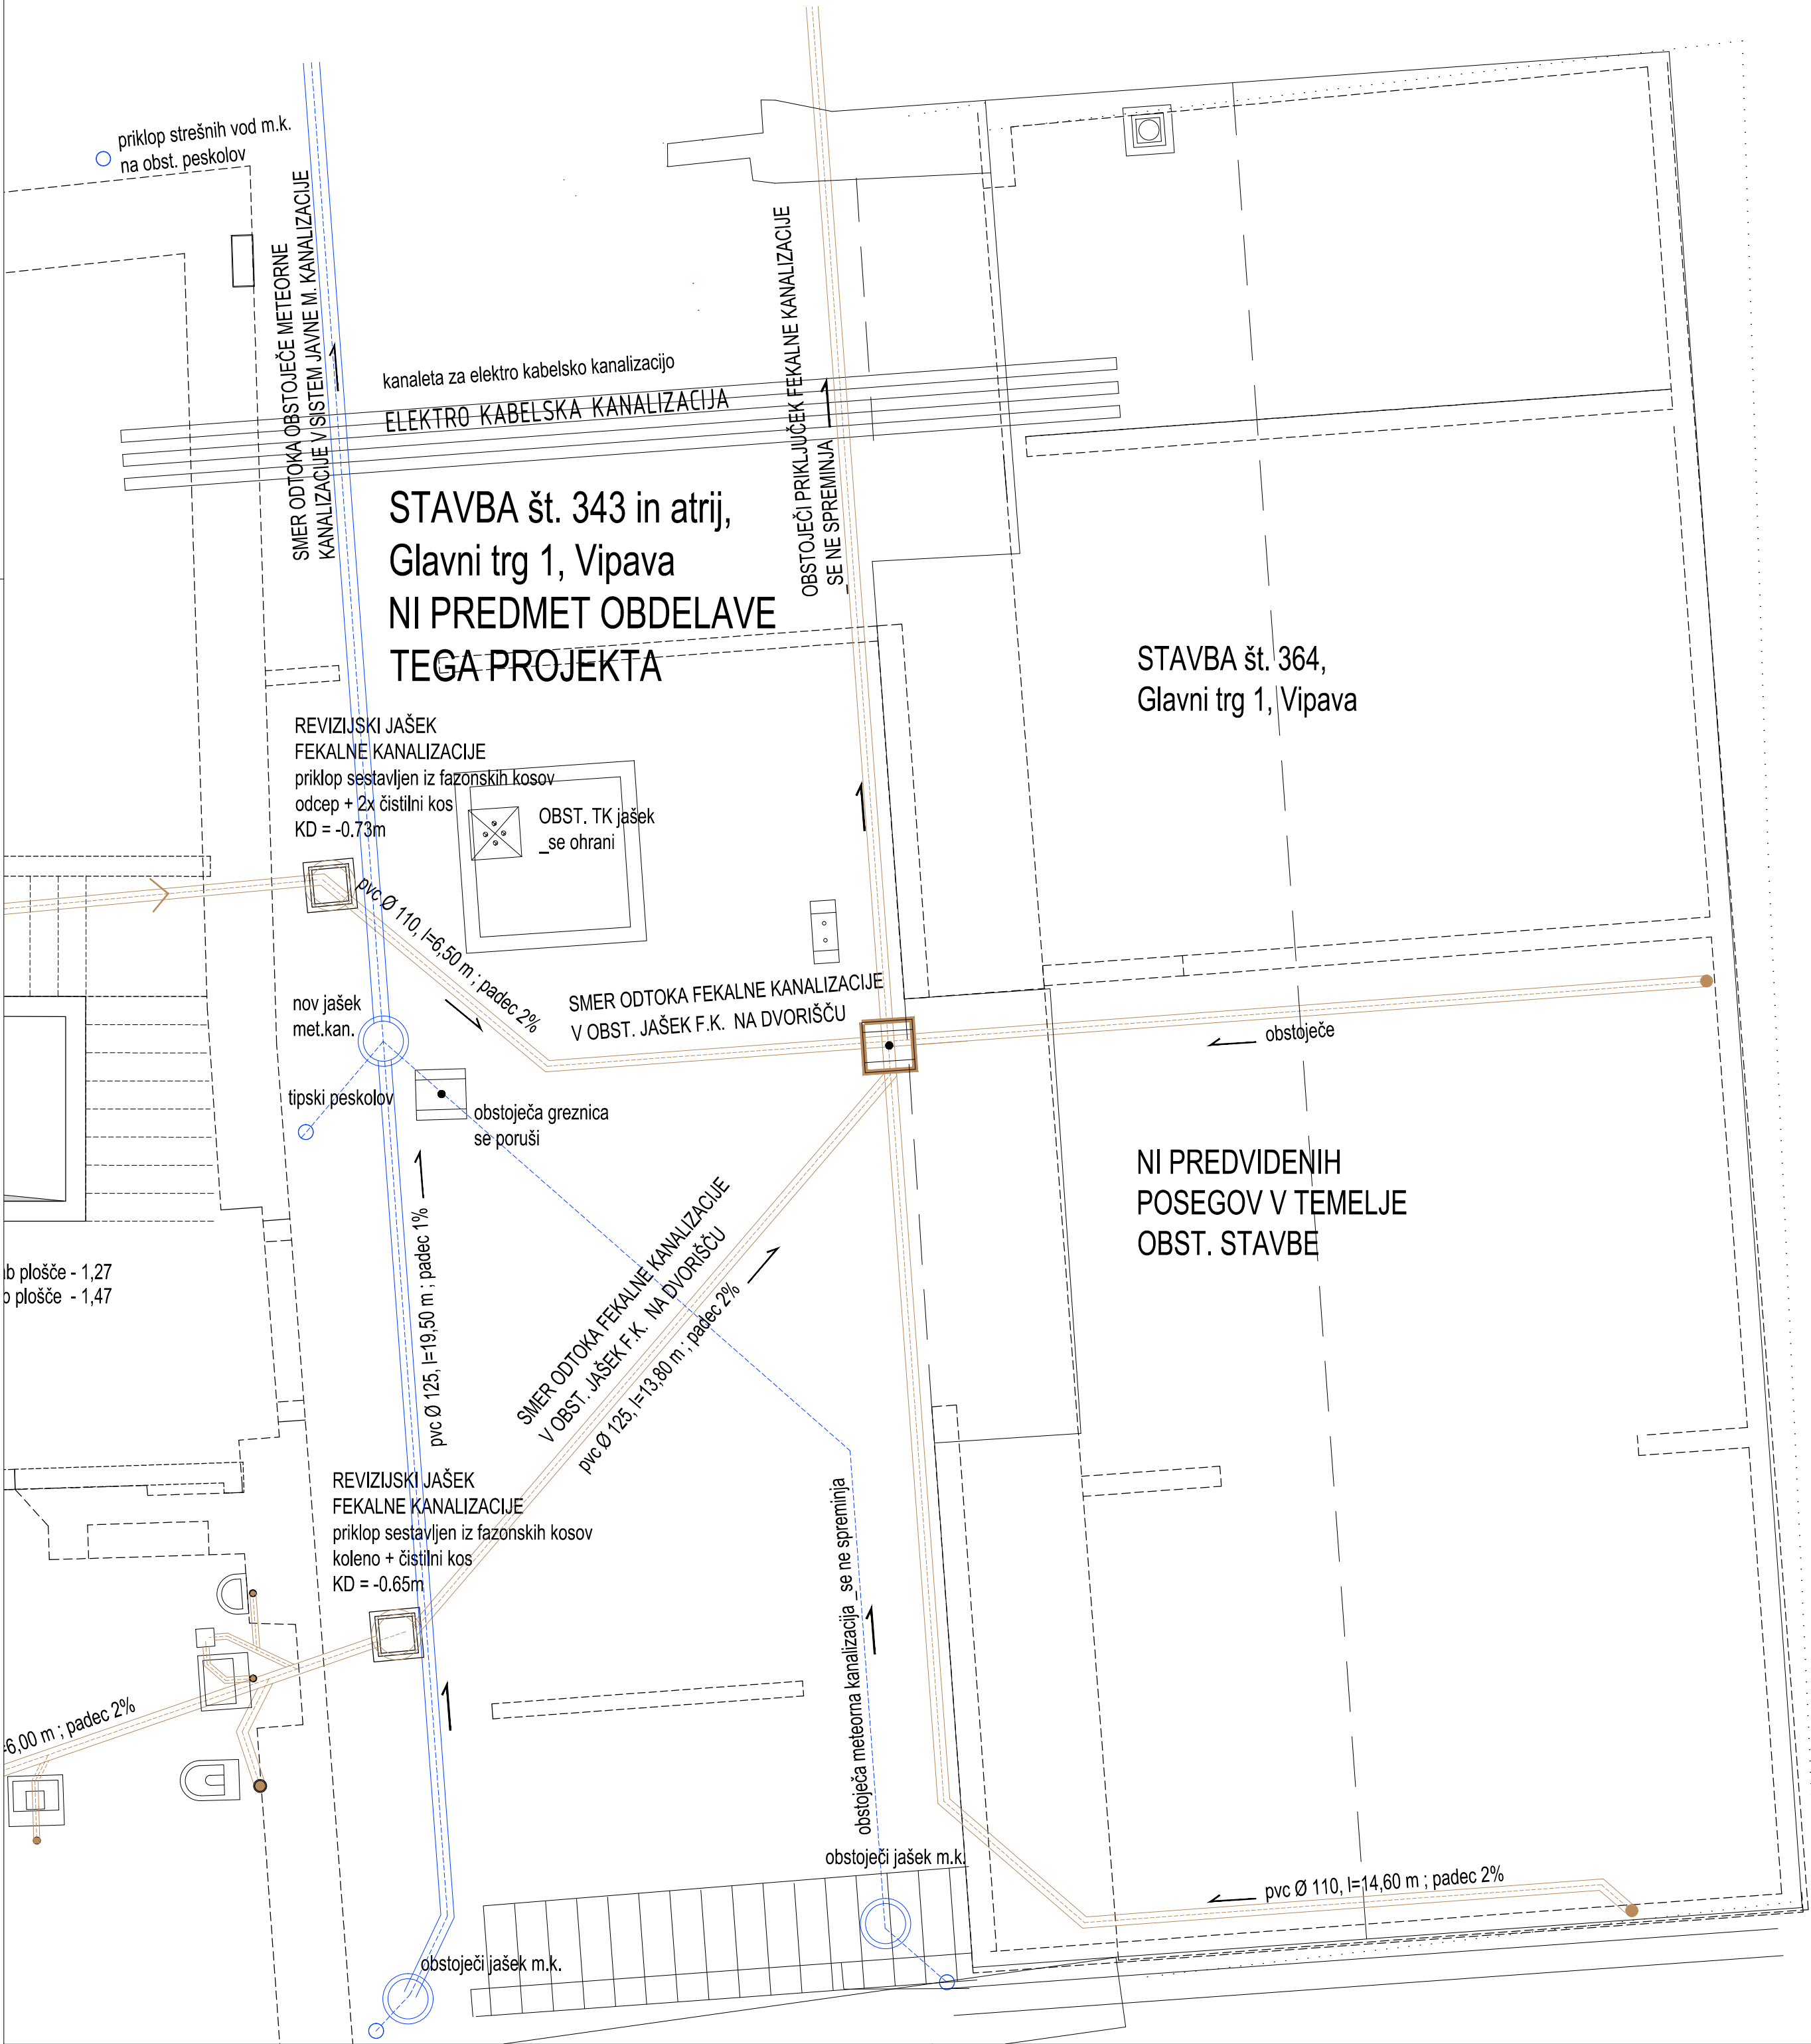 priklop strešnih vod m.k.
na obst. peskolov
SMER ODTOKA OBSTOJEČE METEORNE
KANALIZACIJE V SISTEM JAVNE M. KANALIZACIJE
kanaleta za elektro kabelsko kanalizacijo
ELEKTRO KABELSKA KANALIZACIJA
OBSTOJEČI PRIKLJUČEK FEKALNE KANALIZACIJE
_SE NE SPREMINJA
STAVBA št. 343 in atrij,
Glavni trg 1, Vipava
NI PREDMET OBDELAVE
TEGA PROJEKTA
STAVBA št. 364,
Glavni trg 1, Vipava
REVIZIJSKI JAŠEK
FEKALNE KANALIZACIJE
priklop sestavljen iz fazonskih kosov
odcep + 2x čistilni kos
KD = -0.73m
OBST. TK jašek
_se ohrani
pvc Ø 110, l=6,50 m ; padec 2%
SMER ODTOKA FEKALNE KANALIZACIJE
V OBST. JAŠEK F.K. NA DVORIŠČU
nov jašek
met.kan.
obstoječe
tipski peskolov
obstoječa greznica
se poruši
pvc Ø 125, l=19,50 m ; padec 1%
NI PREDVIDENIH
POSEGOV V TEMELJE
OBST. STAVBE
SMER ODTOKA FEKALNE KANALIZACIJE
V OBST. JAŠEK F.K. NA DVORIŠČU
pvc Ø 125, l=13,80 m ; padec 2%
plošče - 1,27
plošče - 1,47
REVIZIJSKI JAŠEK
FEKALNE KANALIZACIJE
priklop sestavljen iz fazonskih kosov
koleno + čistilni kos
KD = -0.65m
obstoječa meteorna kanalizacija _ se ne spreminja
=6,00 m ; padec 2%
obstoječi jašek m.k.
pvc Ø 110, l=14,60 m ; padec 2%
obstoječi jašek m.k.